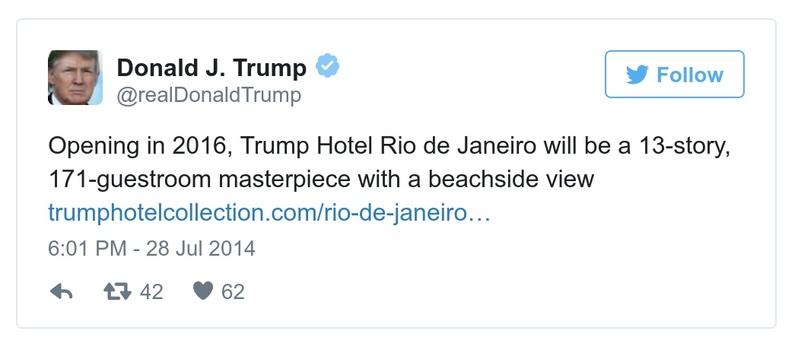 Donald J. Trump
@realDonaldTrump
Follow
Opening in 2016, Trump Hotel Rio de Janeiro will be a 13-story,
171-guestroom masterpiece with a beachside view
trumphotelcollection.com/rio-de-janeiro…
6:01 PM - 28 Jul 2014
42 62